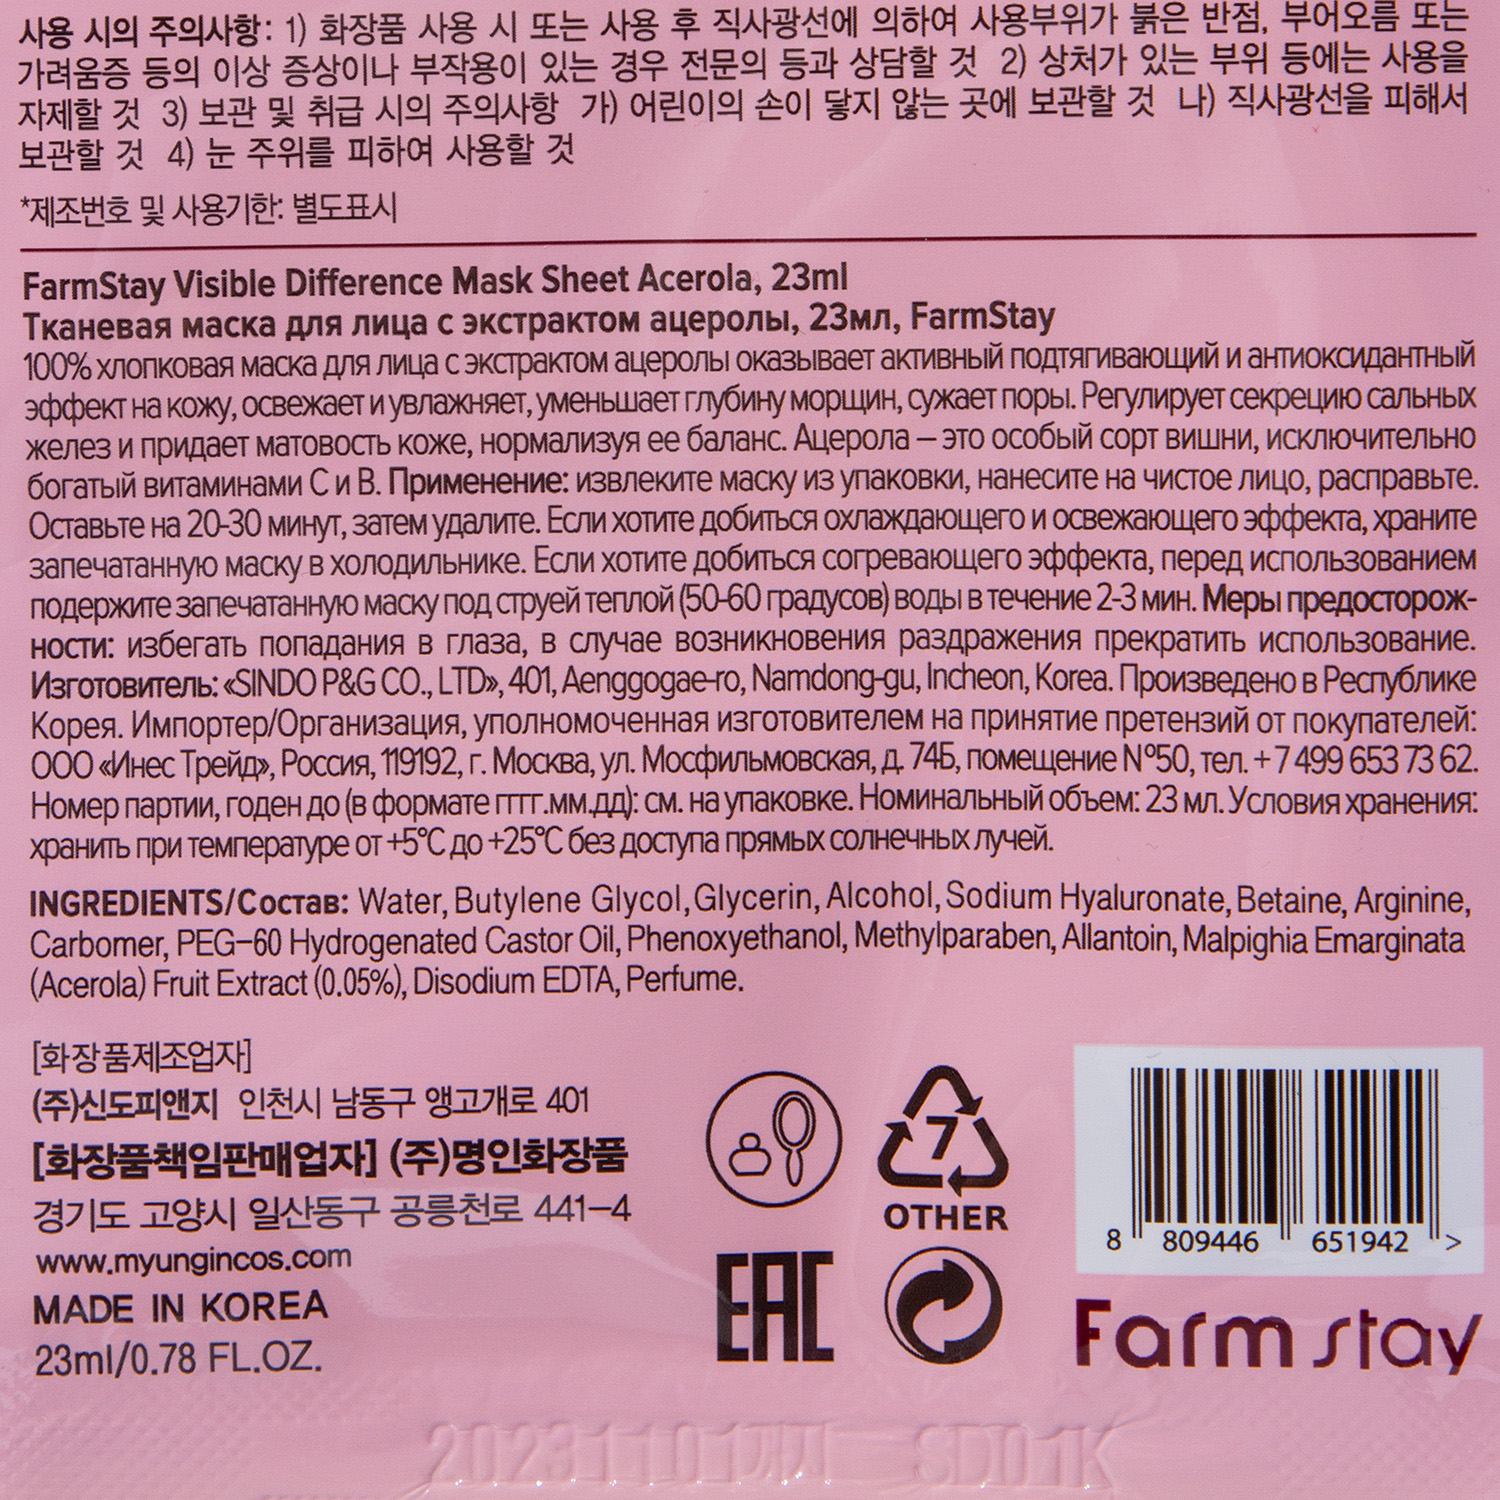 사용 시의 주의사항: 1) 화장품 사용 시 또는 사용 후 직사광선에 의하여 사용부위가 붉은 반점, 부어오름 또는
가려움증 등의 이상 증상이나 부작용이 있는 경우 전문의 등과 상담할 것 2) 상처가 있는 부위 등에는 사용을
자제할 것 3) 보관 및 취급 시의 주의사항 가) 어린이의 손이 닿지 않는 곳에 보관할 것 나) 직사광선을 피해서
보관할 것 4) 눈 주위를 피하여 사용할 것
*제조번호 및 사용기한: 별도표시
FarmStay Visible Difference Mask Sheet Acerola, 23ml
Тканевая маска для лица с экстрактом ацеролы, 23мл, FarmStay
100% хлопковая маска для лица с экстрактом ацеролы оказывает активный подтягивающий и антиоксидантный
эффект на кожу, освежает и увлажняет, уменьшает глубину морщин, сужает поры. Регулирует секрецию сальных
желез и придает матовость коже, нормализуя ее баланс. Ацерола – это особый сорт вишни, исключительно
богатый витаминами С и В. Применение: извлеките маску из упаковки, нанесите на чистое лицо, расправьте.
Оставьте на 20-30 минут, затем удалите. Если хотите добиться охлаждающего и освежающего эффекта, храните
запечатанную маску в холодильнике. Если хотите добиться согревающего эффекта, перед использованием
подержите запечатанную маску под струей теплой (50-60 градусов) воды в течение 2-3 мин. Меры предосторож-
ности: избегать попадания в глаза, в случае возникновения раздражения прекратить использование.
Изготовитель: «SINDO P&G CO., LTD», 401, Aenggogae-ro, Namdong-gu, Incheon, Korea. Произведено в Республике
Корея. Импортер/Организация, уполномоченная изготовителем на принятие претензий от покупателей:
ООО «Инес Трейд», Россия, 119192, г. Москва, ул. Мосфильмовская, д. 74Б, помещение №50, тел. +7 499 653 73 62.
Номер партии, годен до (в формате гггг.мм.дд): см. на упаковке. Номинальный объем: 23 мл. Условия хранения:
хранить при температуре от +5°С до +25°С без доступа прямых солнечных лучей.
INGREDIENTS/Состав: Water, Butylene Glycol, Glycerin, Alcohol, Sodium Hyaluronate, Betaine, Arginine,
Carbomer, PEG-60 Hydrogenated Castor Oil, Phenoxyethanol, Methylparaben, Allantoin, Malpighia Emarginata
(Acerola) Fruit Extract (0.05%), Disodium EDTA, Perfume.
[화장품제조업자]
(주)신도피앤지 인천시 남동구 앵고개로 401
[화장품책임판매업자] (주)명인화장품
경기도 고양시 일산동구 공릉천로 441-4
www.myungincos.com
MADE IN KOREA
23ml/0.78 FL.OZ.
7
OTHER
EAC
8 809446 651942 >
Farm stay
20231101까지 SD01K